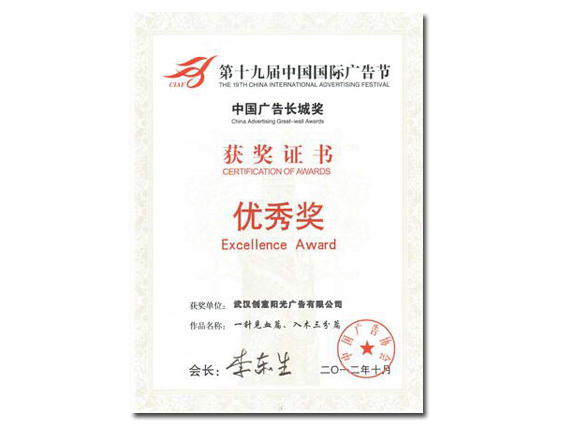 第十九届中国国际广告节
CIAF
THE 19TH CHINA INTERNATIONAL ADVERTISING FESTIVAL
中国广告长城奖
China Advertising Great-wall Awards
获奖证书
CERTIFICATION OF AWARDS
优秀奖
Excellence Award
获奖单位：武汉创意阳光广告有限公司
作品名称：一针见血篇、入木三分篇
中国广告协会
会长：李东生
二〇一二年十月